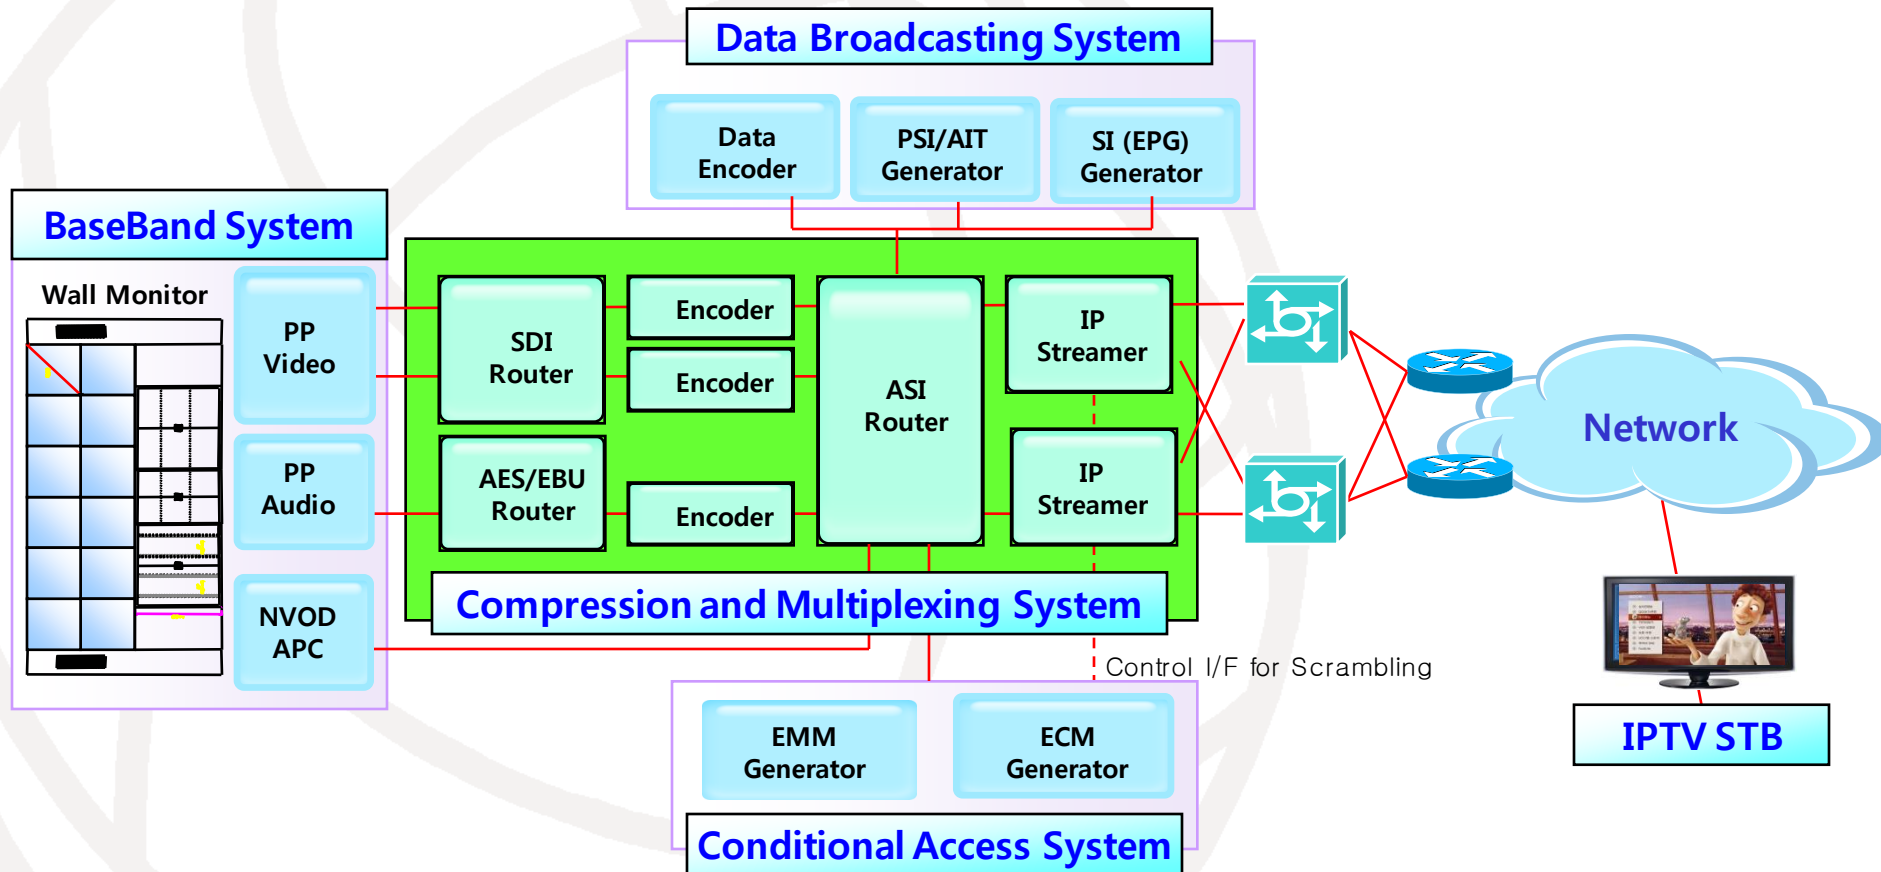 Data Broadcasting System
Data
Encoder
PSI/AIT
Generator
SI (EPG)
Generator
BaseBand System
Wall Monitor
PP
Video
PP
Audio
NVOD
APC
SDI
Router
AES/EBU
Router
Encoder
Encoder
Encoder
ASI
Router
IP
Streamer
IP
Streamer
Compression and Multiplexing System
Control I/F for Scrambling
EMM
Generator
ECM
Generator
Conditional Access System
Network
IPTV STB